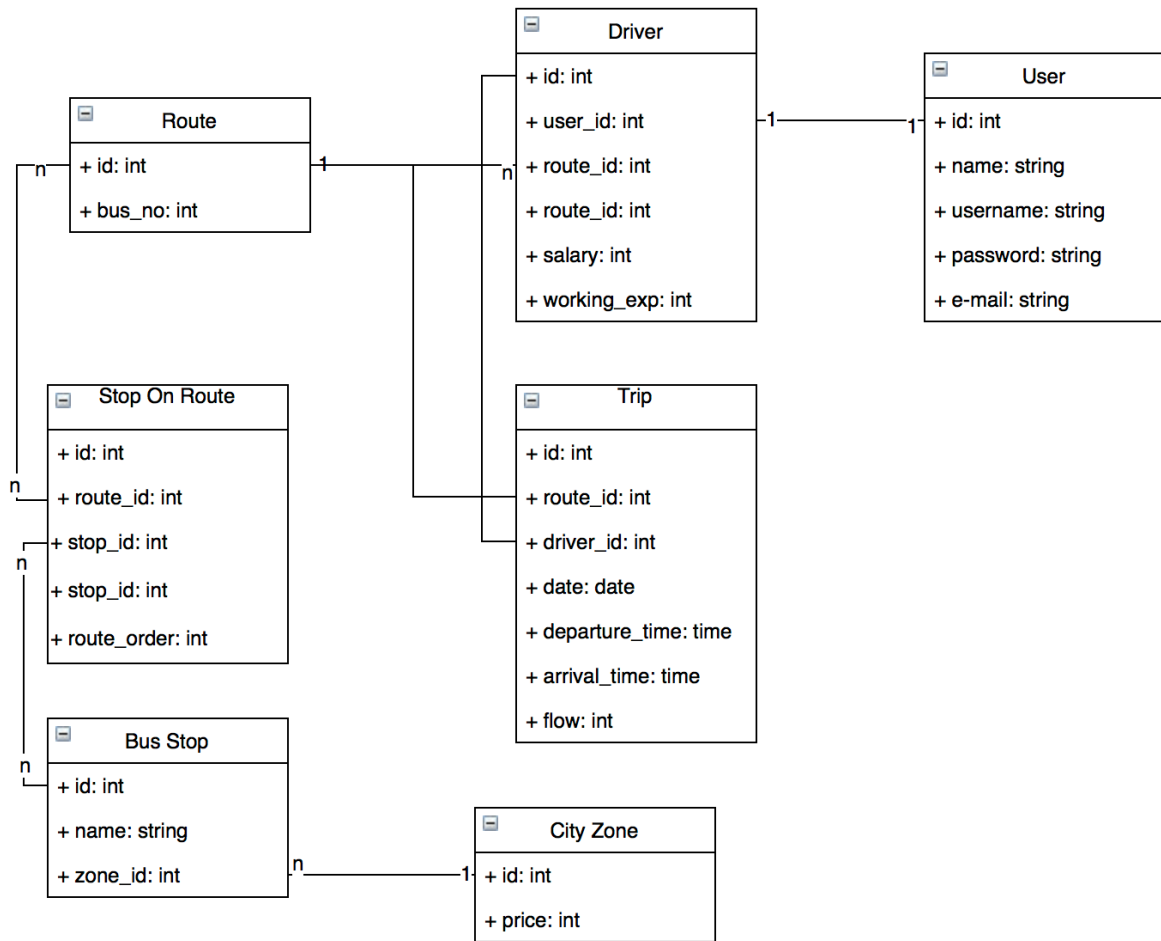 Driver
+ id: int
+ user_id: int
+ route_id: int
+ route_id: int
+ salary: int
+ working_exp: int
User
+ id: int
+ name: string
+ username: string
+ password: string
+ e-mail: string
1
1
Route
+ id: int
+ bus_no: int
n
1
n
Stop On Route
+ id: int
+ route_id: int
+ stop_id: int
+ stop_id: int
+ route_order: int
n
n
Trip
+ id: int
+ route_id: int
+ driver_id: int
+ date: date
+ departure_time: time
+ arrival_time: time
+ flow: int
Bus Stop
+ id: int
+ name: string
+ zone_id: int
n
n
1
City Zone
+ id: int
+ price: int